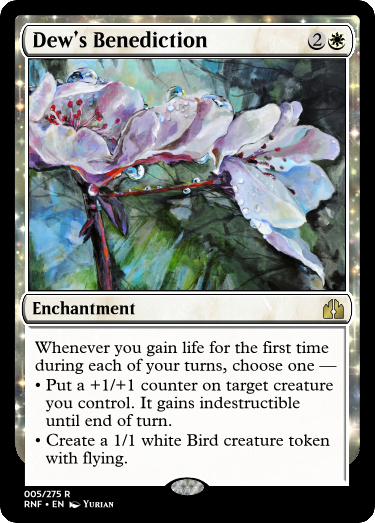 Dew's Benediction 2
Enchantment
Whenever you gain life for the first time
during each of your turns, choose one —
• Put a +1/+1 counter on target creature
you control. It gains indestructible
until end of turn.
• Create a 1/1 white Bird creature token
with flying.
005/275 R
RNF • EN Yurian